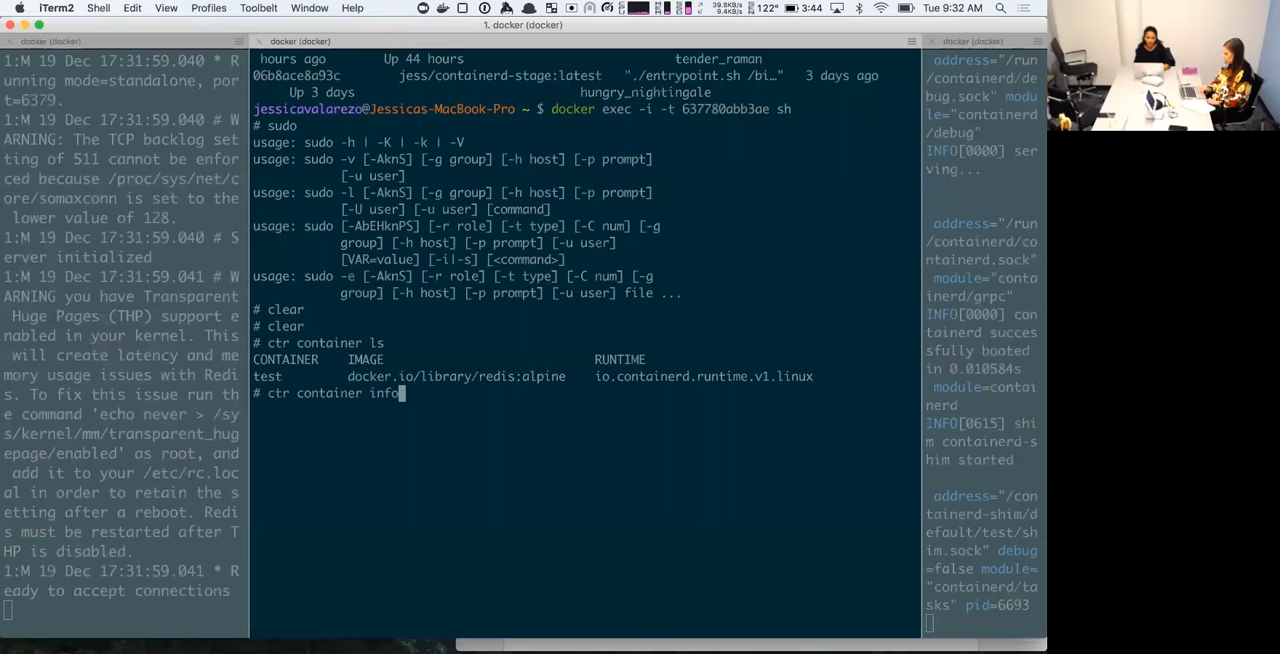 iTerm2 Shell Edit View Profiles Toolbelt Window Help
39.8KB/s
9.4KB/s
122° 3:44 Tue 9:32 AM
1. docker (docker)
docker (docker)
docker (docker)
docker (docker)
1:M 19 Dec 17:31:59.040 * R
unning mode=standalone, por
t=6379.
1:M 19 Dec 17:31:59.040 # W
ARNING: The TCP backlog set
ting of 511 cannot be enfor
ced because /proc/sys/net/c
ore/somaxconn is set to the
lower value of 128.
1:M 19 Dec 17:31:59.040 # S
erver initialized
1:M 19 Dec 17:31:59.041 # W
ARNING you have Transparent
Huge Pages (THP) support e
nabled in your kernel. This
will create latency and me
mory usage issues with Redi
s. To fix this issue run th
e command 'echo never > /sy
s/kernel/mm/transparent_hug
epage/enabled' as root, and
add it to your /etc/rc.loc
al in order to retain the s
etting after a reboot. Redi
s must be restarted after T
HP is disabled.
1:M 19 Dec 17:31:59.041 * R
eady to accept connections
hours ago Up 44 hours tender_raman
06b8ace8a93c jess/containerd-stage:latest "./entrypoint.sh /bi…" 3 days ago
Up 3 days hungry_nightingale
jessicavalarezo@Jessicas-MacBook-Pro ~ $ docker exec -i -t 637780abb3ae sh
# sudo
usage: sudo -h | -K | -k | -V
usage: sudo -v [-AknS] [-g group] [-h host] [-p prompt]
[-u user]
usage: sudo -l [-AknS] [-g group] [-h host] [-p prompt]
[-U user] [-u user] [command]
usage: sudo [-AbEHknPS] [-r role] [-t type] [-C num] [-g
group] [-h host] [-p prompt] [-u user]
[VAR=value] [-i|-s] [<command>]
usage: sudo -e [-AknS] [-r role] [-t type] [-C num] [-g
group] [-h host] [-p prompt] [-u user] file ...
# clear
# clear
# ctr container ls
CONTAINER IMAGE RUNTIME
test docker.io/library/redis:alpine io.containerd.runtime.v1.linux
# ctr container info
address="/run
/containerd/de
bug.sock" modu
le="containerd
/debug"
INFO[0000] ser
ving...
address="/run
/containerd/co
ntainerd.sock"
module="conta
inerd/grpc"
INFO[0000] con
tainerd succes
sfully booted
in 0.010584s
module=contai
nerd
INFO[0615] shi
m containerd-s
him started
address="/con
tainerd-shim/d
efault/test/sh
im.sock" debug
=false module=
"containerd/ta
sks" pid=6693